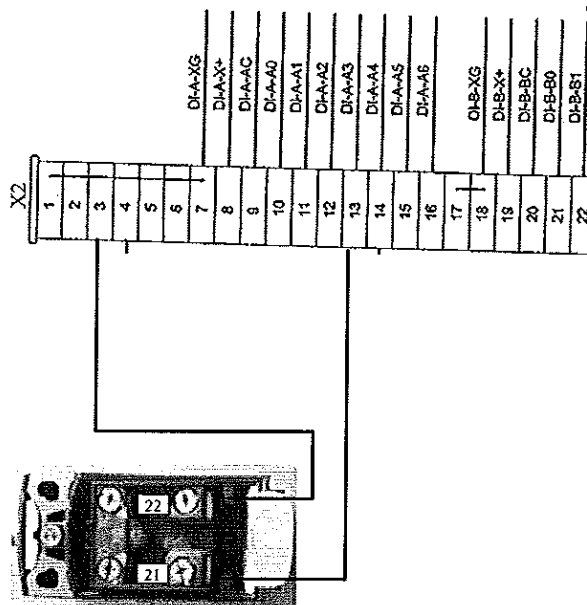 X2
1
2
3
4
5
6
7 DI-A-XG
8 DI-A-X+
9 DI-A-AC
10 DI-A-A0
11 DI-A-A1
12 DI-A-A2
13 DI-A-A3
14 DI-A-A4
15 DI-A-A5
16 DI-A-A6
17
18 DI-B-XG
19 DI-B-X+
20 DI-B-BC
21 DI-B-B0
22 DI-B-B1
21
22